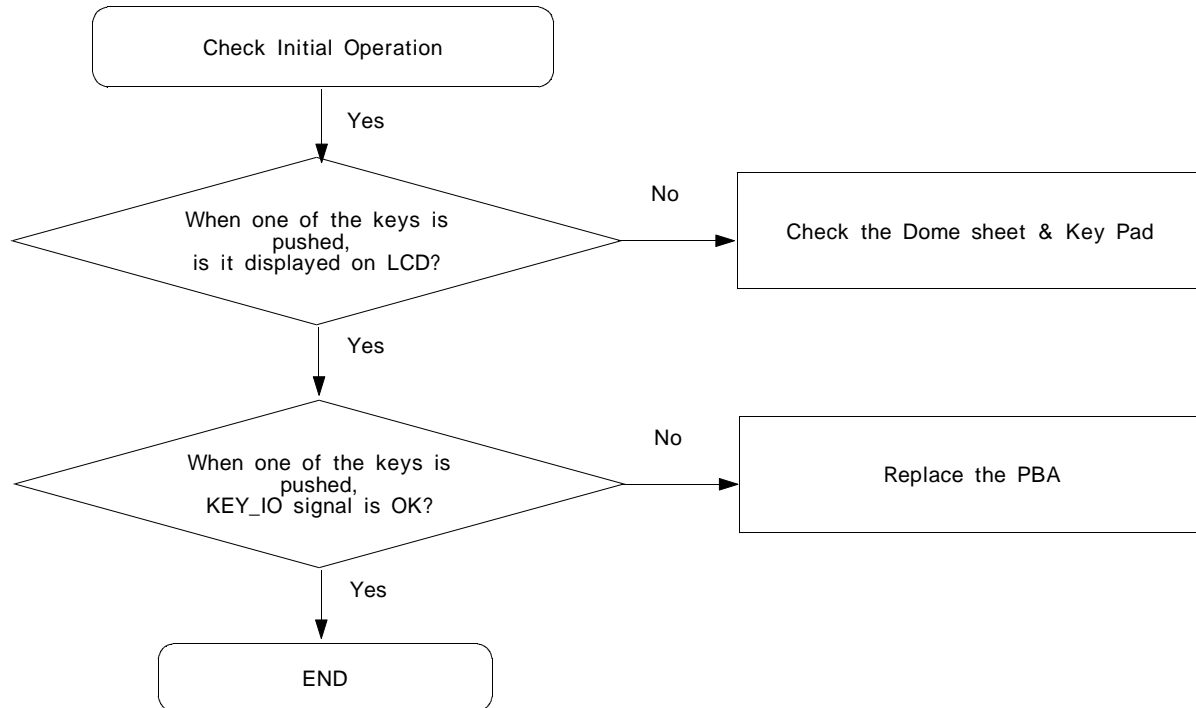 Check Initial Operation
Yes
When one of the keys is
pushed,
is it displayed on LCD?
No
Check the Dome sheet & Key Pad
Yes
When one of the keys is
pushed,
KEY_IO signal is OK?
No
Replace the PBA
Yes
END